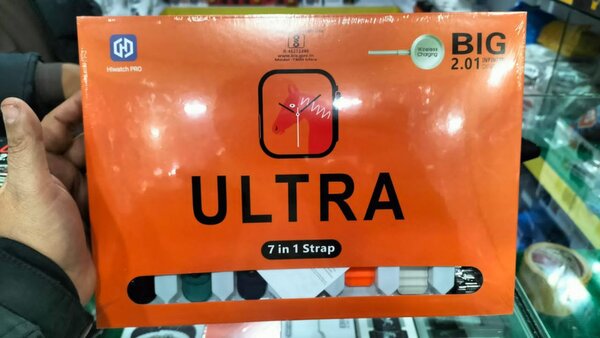 Hiwatch PRO
Wireless
Charging
BIG
2.01
ULTRA
7 in 1 Strap